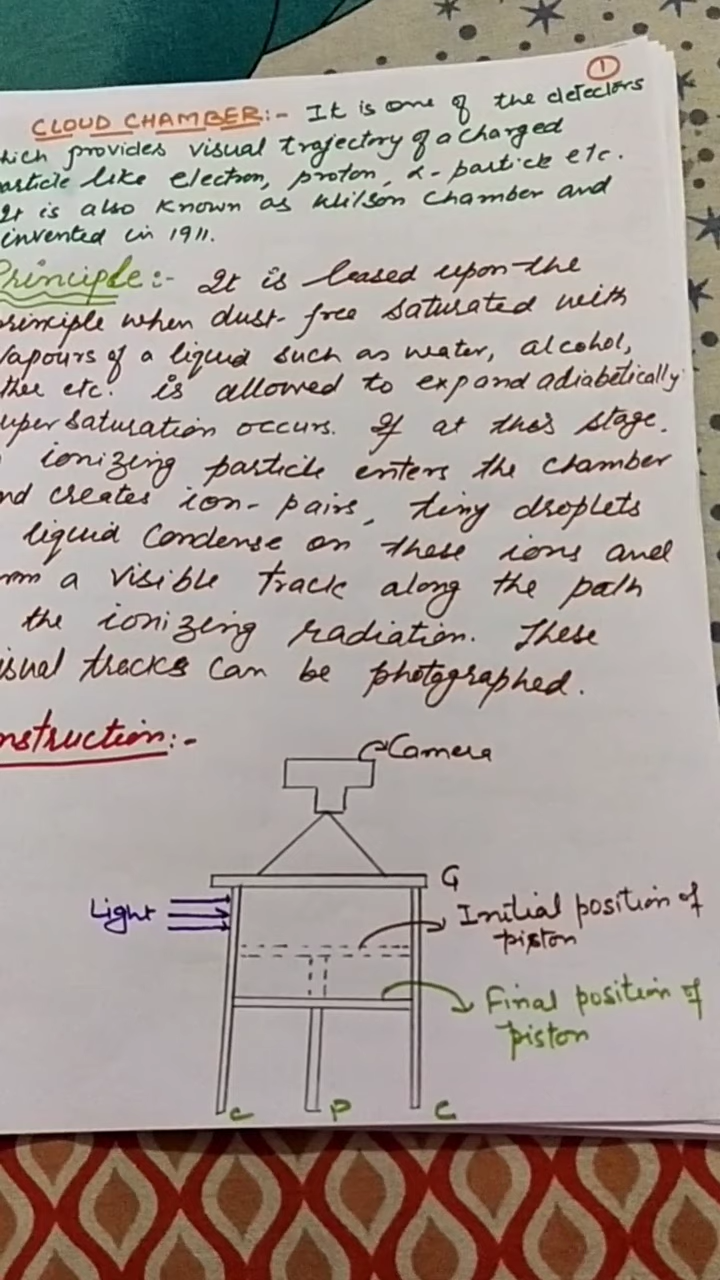 1
CLOUD CHAMBER:- It is one of the detectors
hich provides visual trajectory of a charged
article like electron, proton, α-particle etc.
It is also known as Wilson Chamber and
invented in 1911.
Principle:- It is based upon the
rinciple when dust-free saturated with
vapours of a liquid such as water, alcohol,
ther etc. is allowed to expand adiabetically
uper saturation occurs. If at this stage.
ionizing particle enters the chamber
nd creates ion-pairs, tiny droplets
liquid condense on these ions and
orm a visible track along the path
the ionizing radiation. These
isual tracks can be photographed.
nstruction:-
Camera
G
Light
Initial position of
piston
Final position of
piston
C P C